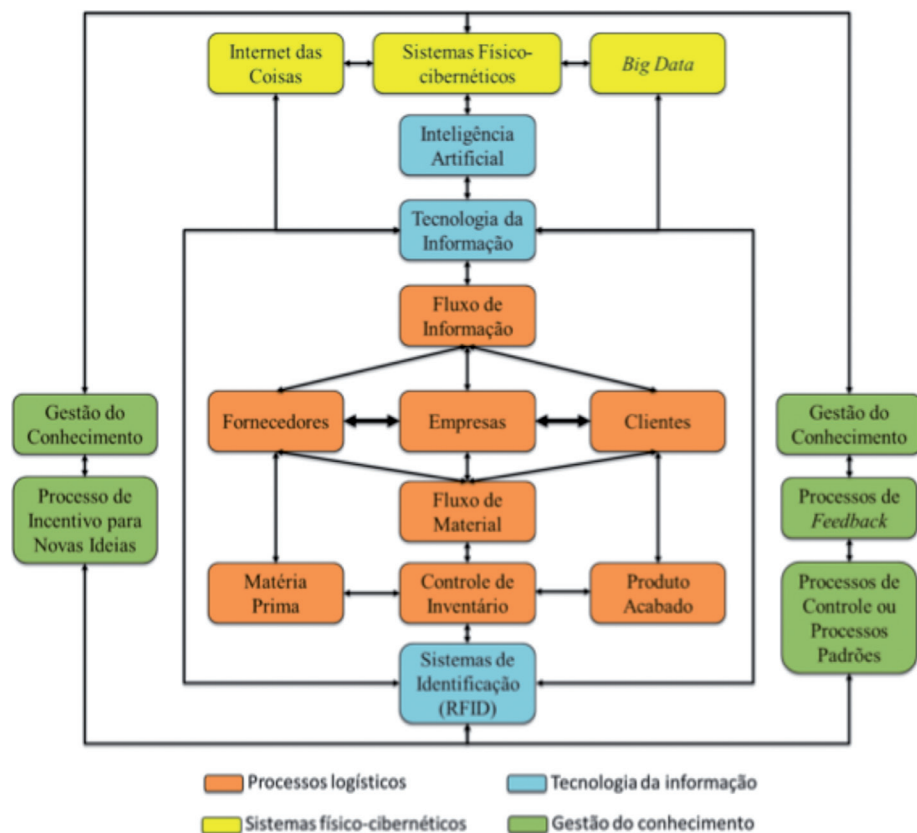 Internet das
Coisas
Sistemas Físico-
cibernéticos
Big Data
Inteligência
Artificial
Tecnologia da
Informação
Fluxo de
Informação
Gestão do
Conhecimento
Fornecedores
Empresas
Clientes
Gestão do
Conhecimento
Processo de
Incentivo para
Novas Ideias
Fluxo de
Material
Processos de
Feedback
Matéria
Prima
Controle de
Inventário
Produto
Acabado
Processos de
Controle ou
Processos
Padrões
Sistemas de
Identificação
(RFID)
Processos logísticos
Tecnologia da informação
Sistemas físico-cibernéticos
Gestão do conhecimento